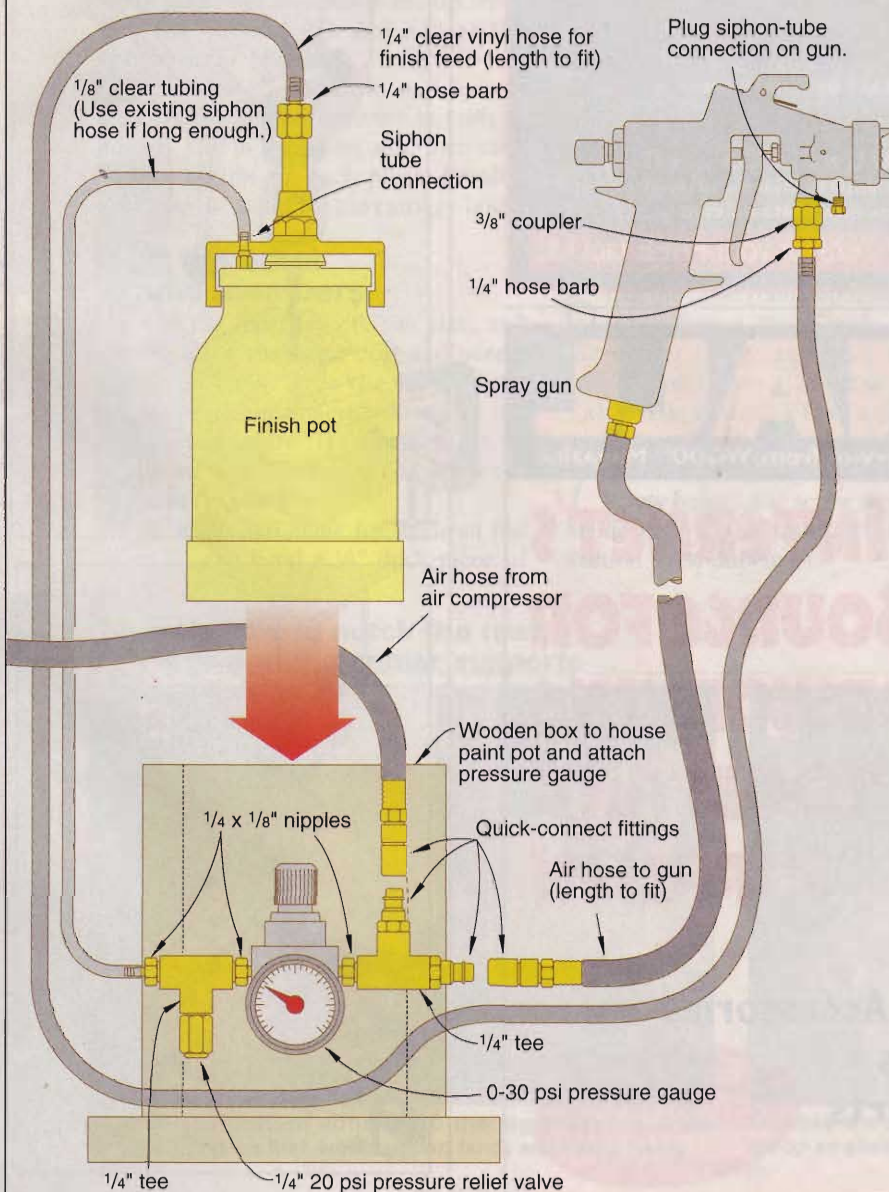 1/4" clear vinyl hose for
finish feed (length to fit)
1/4" hose barb
1/8" clear tubing
(Use existing siphon
hose if long enough.)
Siphon
tube
connection
Plug siphon-tube
connection on gun.
3/8" coupler
1/4" hose barb
Spray gun
Finish pot
Air hose from
air compressor
Wooden box to house
paint pot and attach
pressure gauge
1/4 x 1/8" nipples
Quick-connect fittings
Air hose to gun
(length to fit)
1/4" tee
0-30 psi pressure gauge
1/4" tee
1/4" 20 psi pressure relief valve